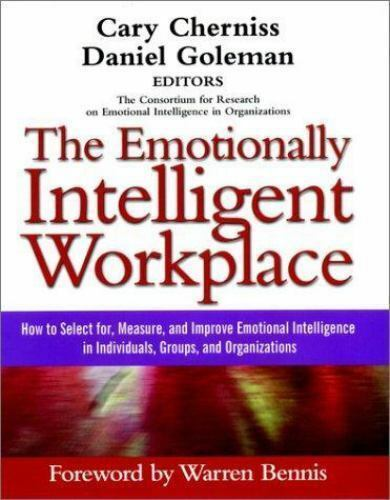 Cary Cherniss
Daniel Goleman
EDITORS
The Consortium for Research
on Emotional Intelligence in Organizations
The Emotionally
Intelligent
Workplace
How to Select for, Measure, and Improve Emotional Intelligence
in Individuals, Groups, and Organizations
Foreword by Warren Bennis